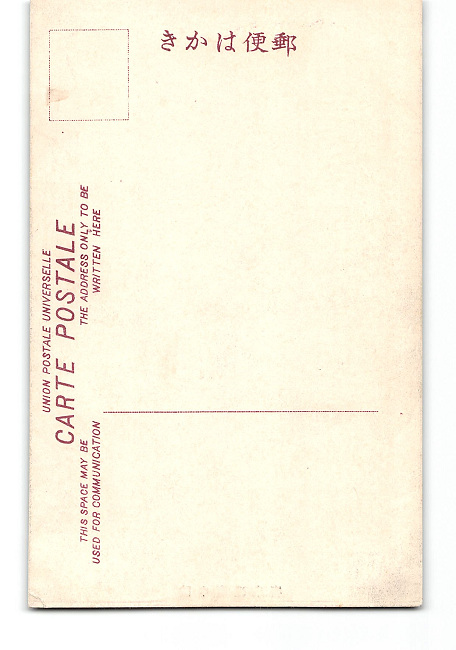 きかは便郵
UNION POSTALE UNIVERSELLE
CARTE POSTALE
THIS SPACE MAY BE
USED FOR COMMUNICATION
THE ADDRESS ONLY TO BE
WRITTEN HERE